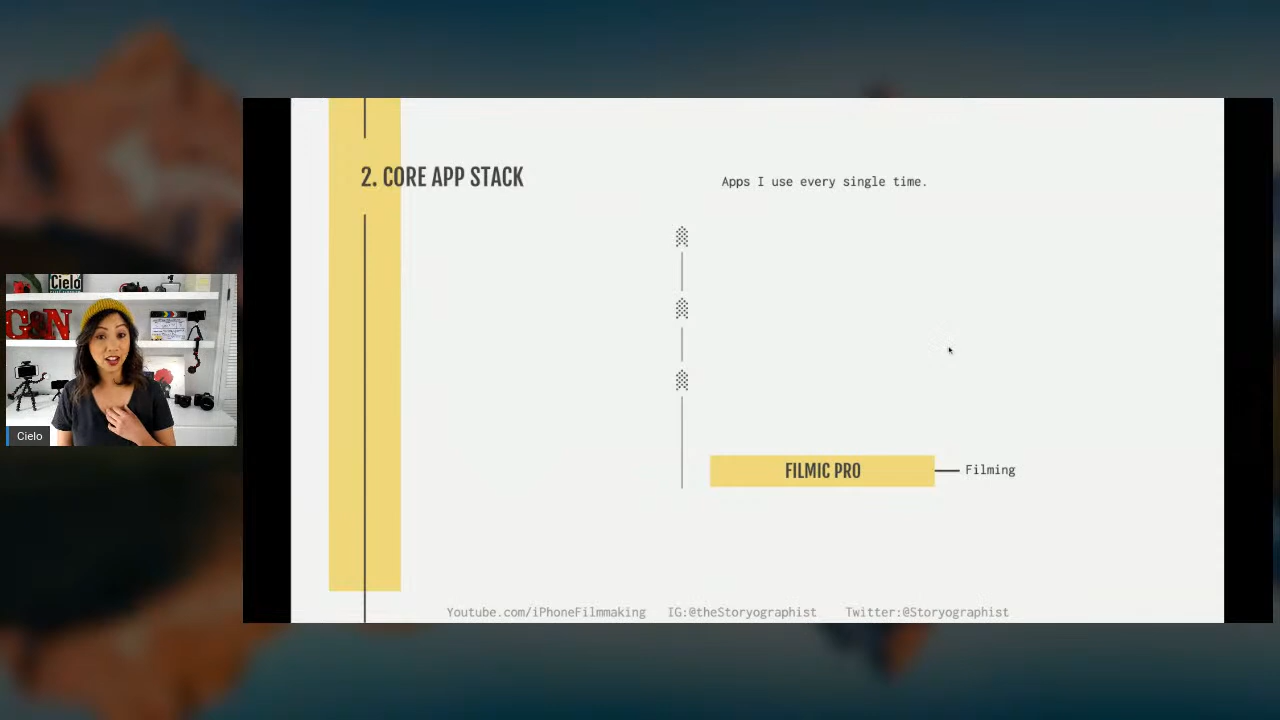 2. CORE APP STACK
Apps I use every single time.
FILMIC PRO
Filming
Cielo
G&N
Cielo
Youtube.com/iPhoneFilmmaking IG:@theStoryographist Twitter:@Storyographist